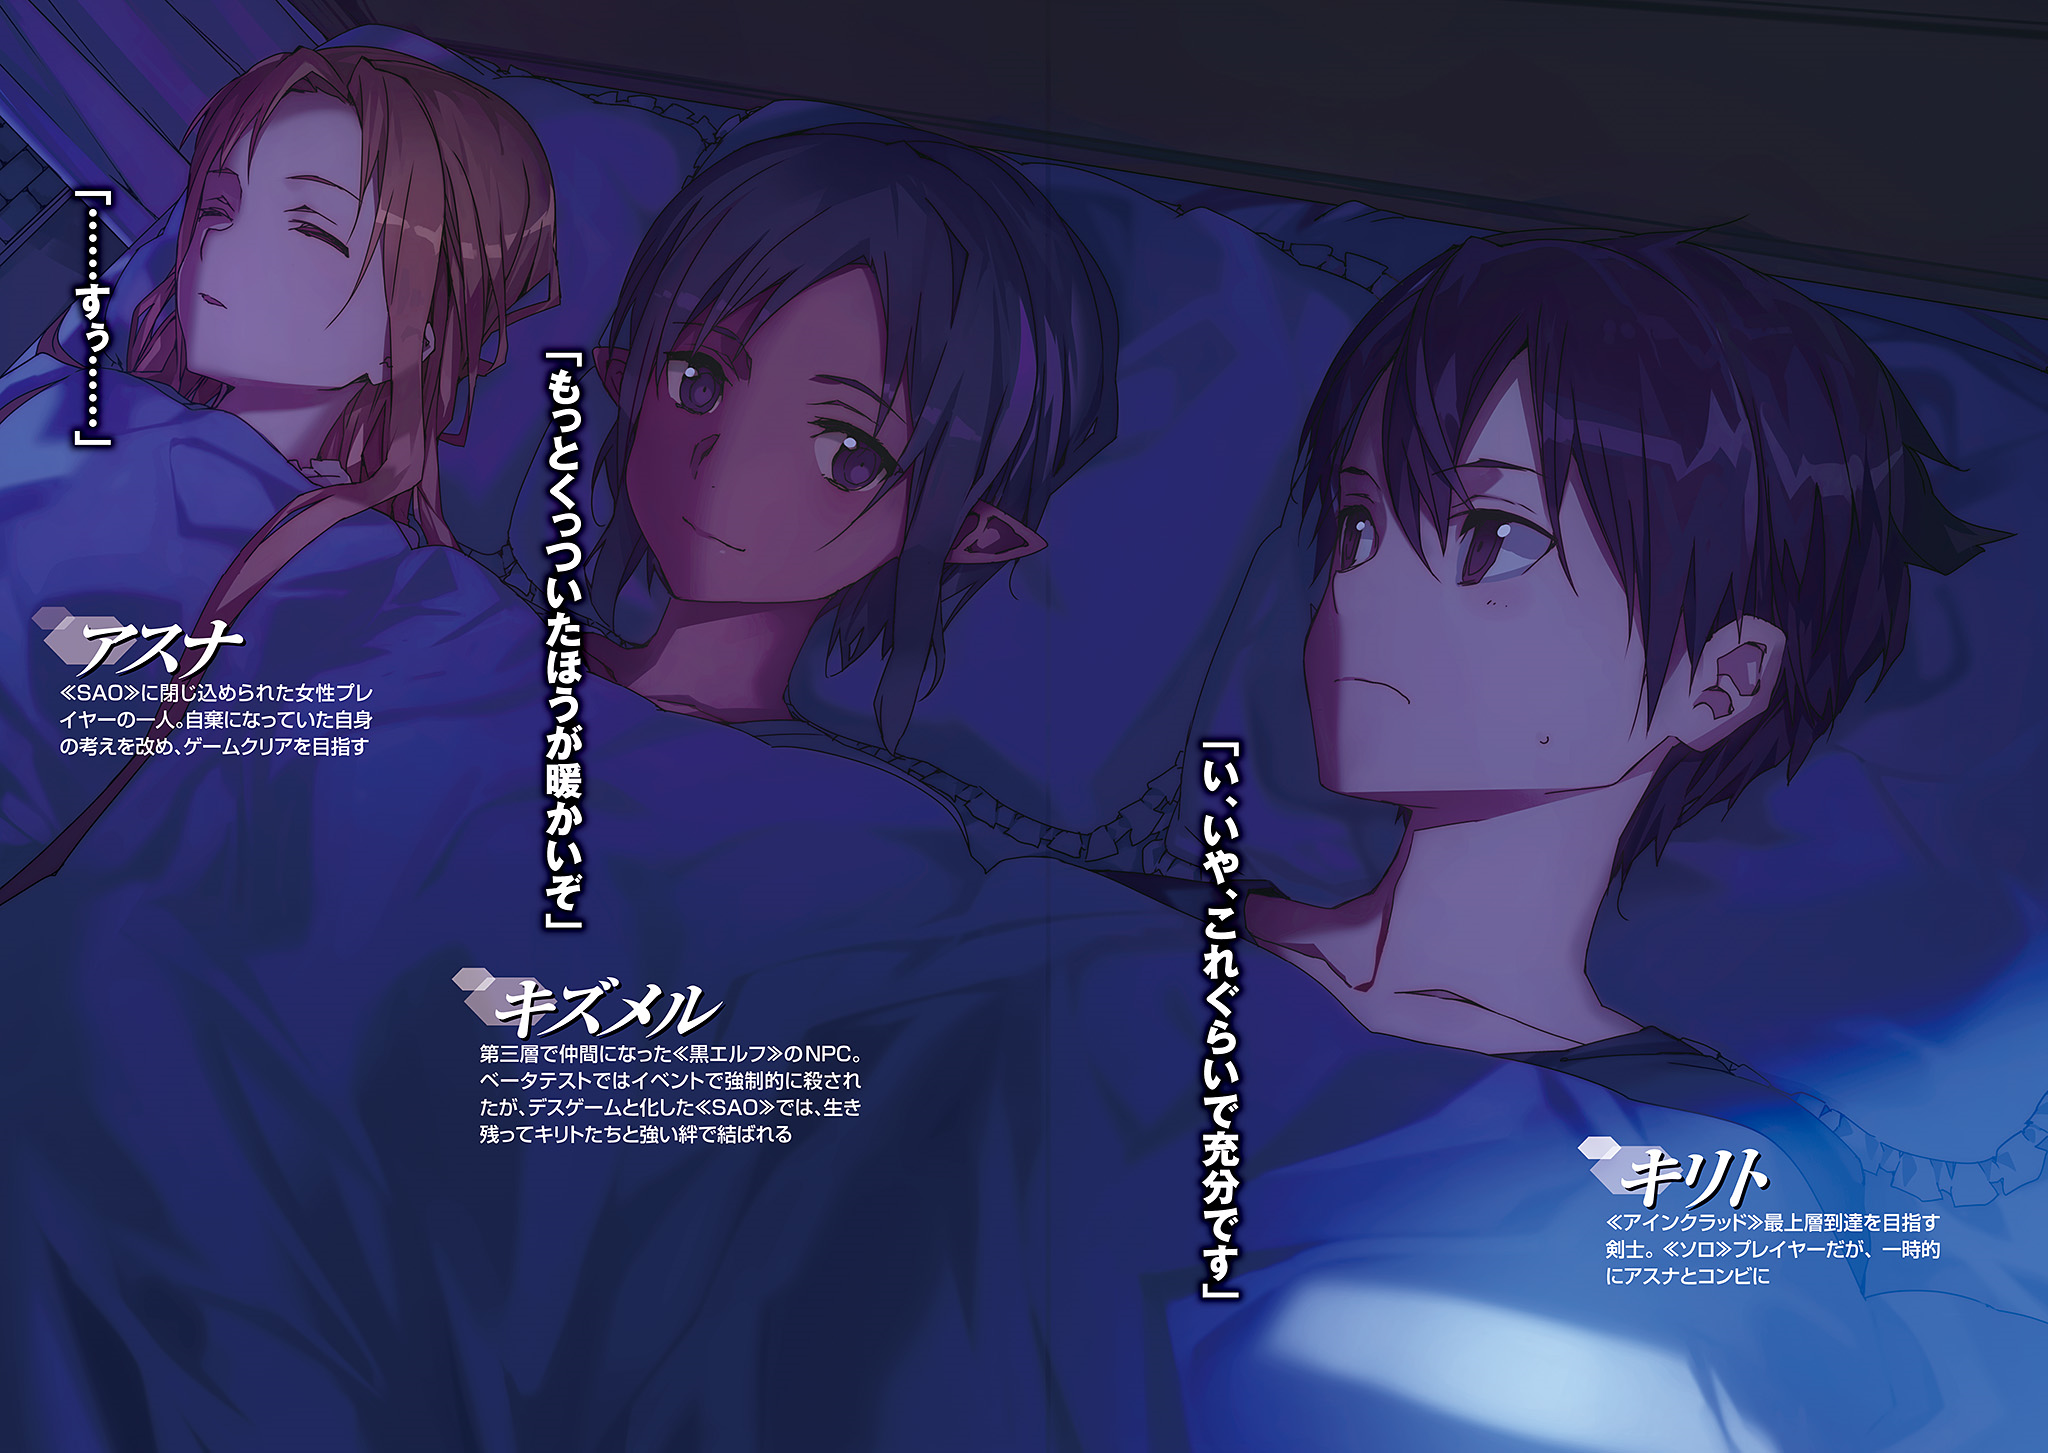 「い、いや、これぐらいで充分です」
キリト
≪アインクラッド≫最上層到達を目指す
剣士。≪ソロ≫プレイヤーだが、一時的
にアスナとコンビに
「もっとくっついたほうが暖かいぞ」
キズメル
第三層で仲間になった≪黒エルフ≫のNPC。
ベータテストではイベントで強制的に殺され
たが、デスゲームと化した≪SAO≫では、生き
残ってキリトたちと強い絆で結ばれる
「……すぅ……」
アスナ
≪SAO≫に閉じ込められた女性プレ
イヤーの一人。自棄になっていた自身
の考えを改め、ゲームクリアを目指す